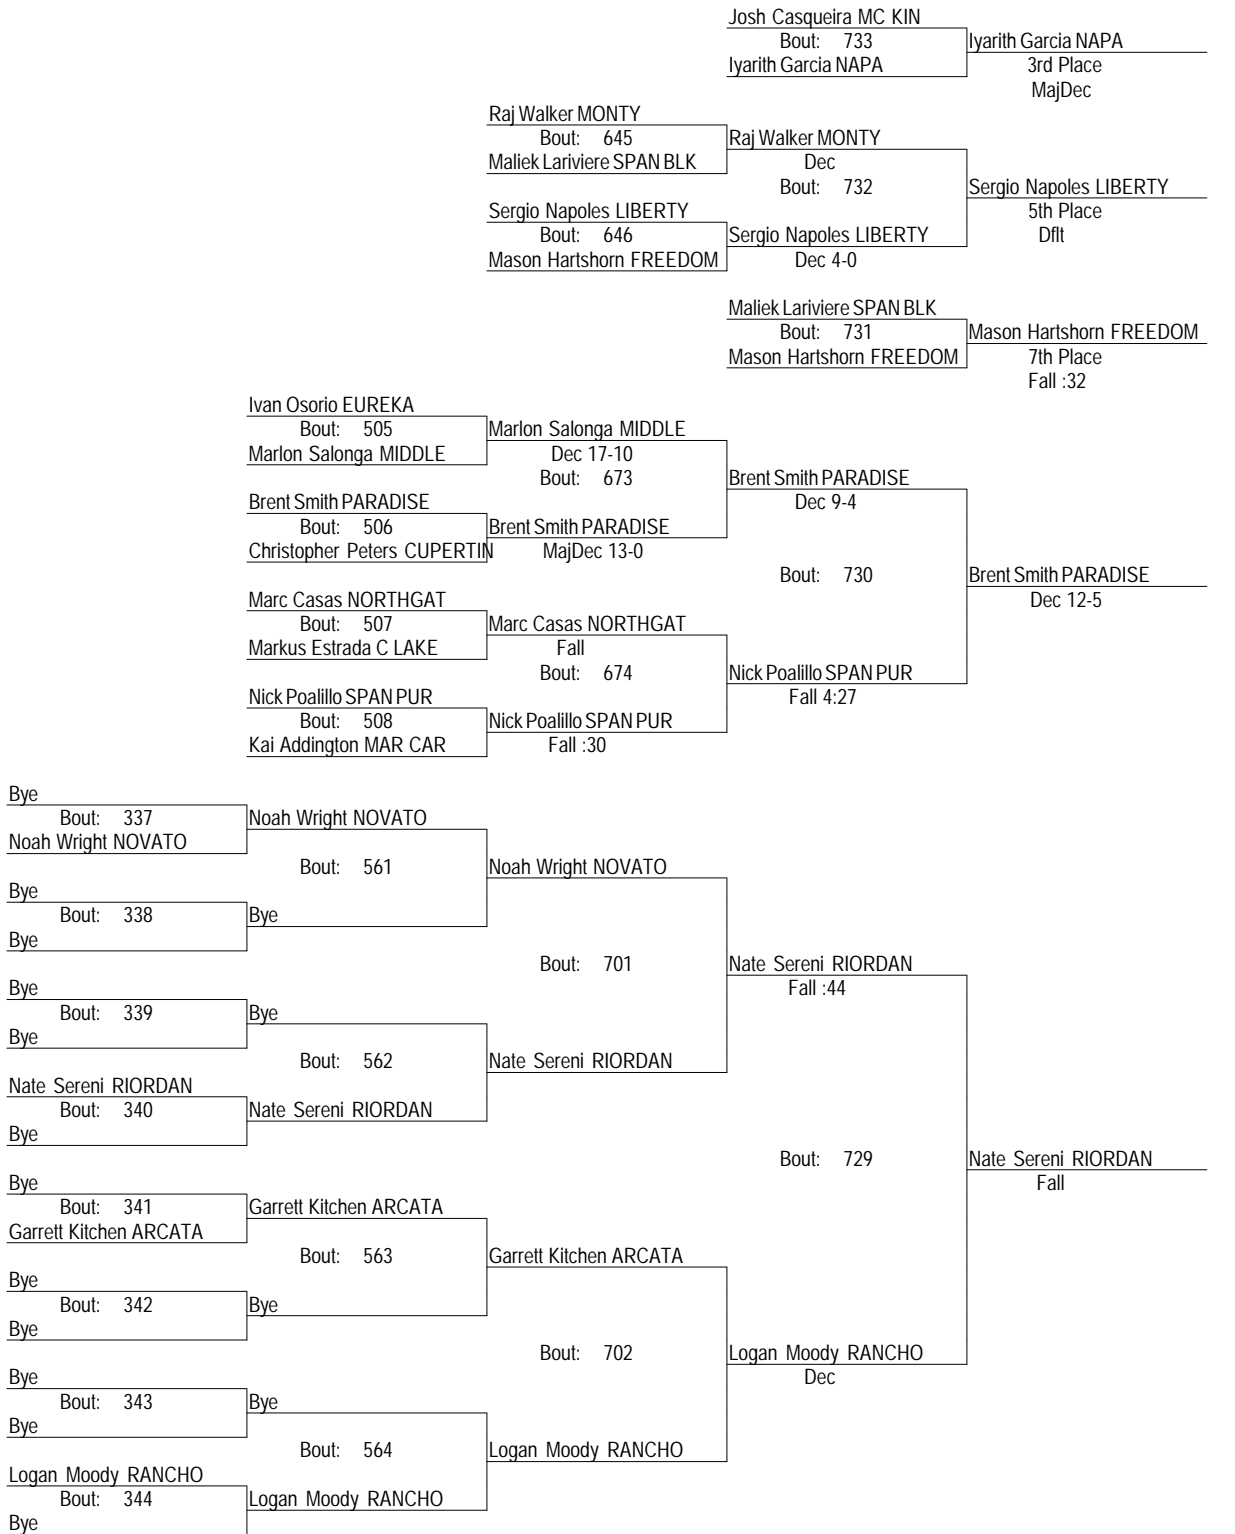 Josh Casqueira MC KIN
Bout: 733
Iyarith Garcia NAPA
Iyarith Garcia NAPA
3rd Place
MajDec
Raj Walker MONTY
Bout: 645
Maliek Lariviere SPAN BLK
Raj Walker MONTY
Dec
Bout: 732
Sergio Napoles LIBERTY
5th Place
Dflt
Sergio Napoles LIBERTY
Bout: 646
Mason Hartshorn FREEDOM
Sergio Napoles LIBERTY
Dec 4-0
Maliek Lariviere SPAN BLK
Bout: 731
Mason Hartshorn FREEDOM
Mason Hartshorn FREEDOM
7th Place
Fall :32
Ivan Osorio EUREKA
Bout: 505
Marlon Salonga MIDDLE
Marlon Salonga MIDDLE
Dec 17-10
Bout: 673
Brent Smith PARADISE
Dec 9-4
Brent Smith PARADISE
Bout: 506
Christopher Peters CUPERTIN
Brent Smith PARADISE
MajDec 13-0
Bout: 730
Brent Smith PARADISE
Dec 12-5
Marc Casas NORTHGAT
Bout: 507
Markus Estrada C LAKE
Marc Casas NORTHGAT
Fall
Bout: 674
Nick Poalillo SPAN PUR
Fall 4:27
Nick Poalillo SPAN PUR
Bout: 508
Kai Addington MAR CAR
Nick Poalillo SPAN PUR
Fall :30
Bye
Bout: 337
Noah Wright NOVATO
Noah Wright NOVATO
Bout: 561
Noah Wright NOVATO
Bye
Bout: 338
Bye
Bye
Bout: 701
Nate Sereni RIORDAN
Fall :44
Bye
Bout: 339
Bye
Bye
Bout: 562
Nate Sereni RIORDAN
Nate Sereni RIORDAN
Bout: 340
Bye
Nate Sereni RIORDAN
Bout: 729
Nate Sereni RIORDAN
Fall
Bye
Bout: 341
Garrett Kitchen ARCATA
Garrett Kitchen ARCATA
Bout: 563
Garrett Kitchen ARCATA
Bye
Bout: 342
Bye
Bye
Bout: 702
Logan Moody RANCHO
Dec
Bye
Bout: 343
Bye
Bye
Bout: 564
Logan Moody RANCHO
Logan Moody RANCHO
Bout: 344
Bye
Logan Moody RANCHO